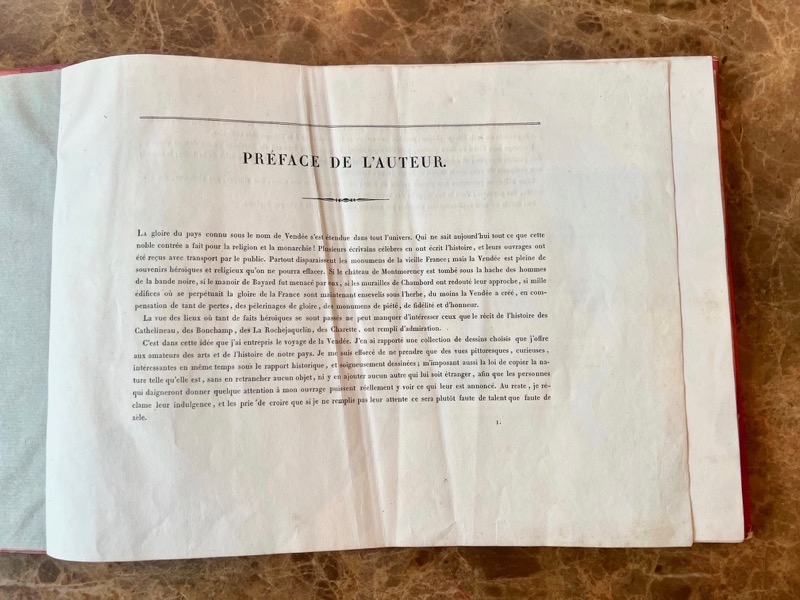 PRÉFACE DE L'AUTEUR.
La gloire du pays connu sous le nom de Vendée s'est étendue dans tout l'univers. Qui ne sait aujourd'hui tout ce que cette
noble contrée a fait pour la religion et la monarchie! Plusieurs écrivains célèbres en ont écrit l'histoire, et leurs ouvrages ont
été reçus avec transport par le public. Partout disparaissent les monumens de la vieille France; mais la Vendée est pleine de
souvenirs héroïques et religieux qu'on ne pourra effacer. Si le château de Montmorency est tombé sous la hache des hommes
de la bande noire, si le manoir de Bayard fut menacé par eux, si les murailles de Chambord ont redouté leur approche, si mille
édifices où se perpétuait la gloire de la France sont maintenant ensevelis sous l'herbe, du moins la Vendée a créé, en com-
pensation de tant de pertes, des pélerinages de gloire, des monumens de piété, de fidélité et d'honneur.
La vue des lieux où tant de faits héroïques se sont passés ne peut manquer d'intéresser ceux que le récit de l'histoire des
Cathelineau, des Bonchamp, des La Rochejaquelin, des Charette, ont rempli d'admiration.
C'est dans cette idée que j'ai entrepris le voyage de la Vendée. J'en ai rapporté une collection de dessins choisis que j'offre
aux amateurs des arts et de l'histoire de notre pays. Je me suis efforcé de ne prendre que des vues pittoresques, curieuses,
intéressantes en même temps sous le rapport historique, et soigneusement dessinées; m'imposant aussi la loi de copier la na-
ture telle qu'elle est, sans en retrancher aucun objet, ni y en ajouter aucun autre qui lui soit étranger, afin que les personnes
qui daigneront donner quelque attention à mon ouvrage puissent réellement y voir ce qui leur est annoncé. Au reste, je ré-
clame leur indulgence, et les prie de croire que si je ne remplis pas leur attente ce sera plutôt faute de talent que faute de
zèle.
1.